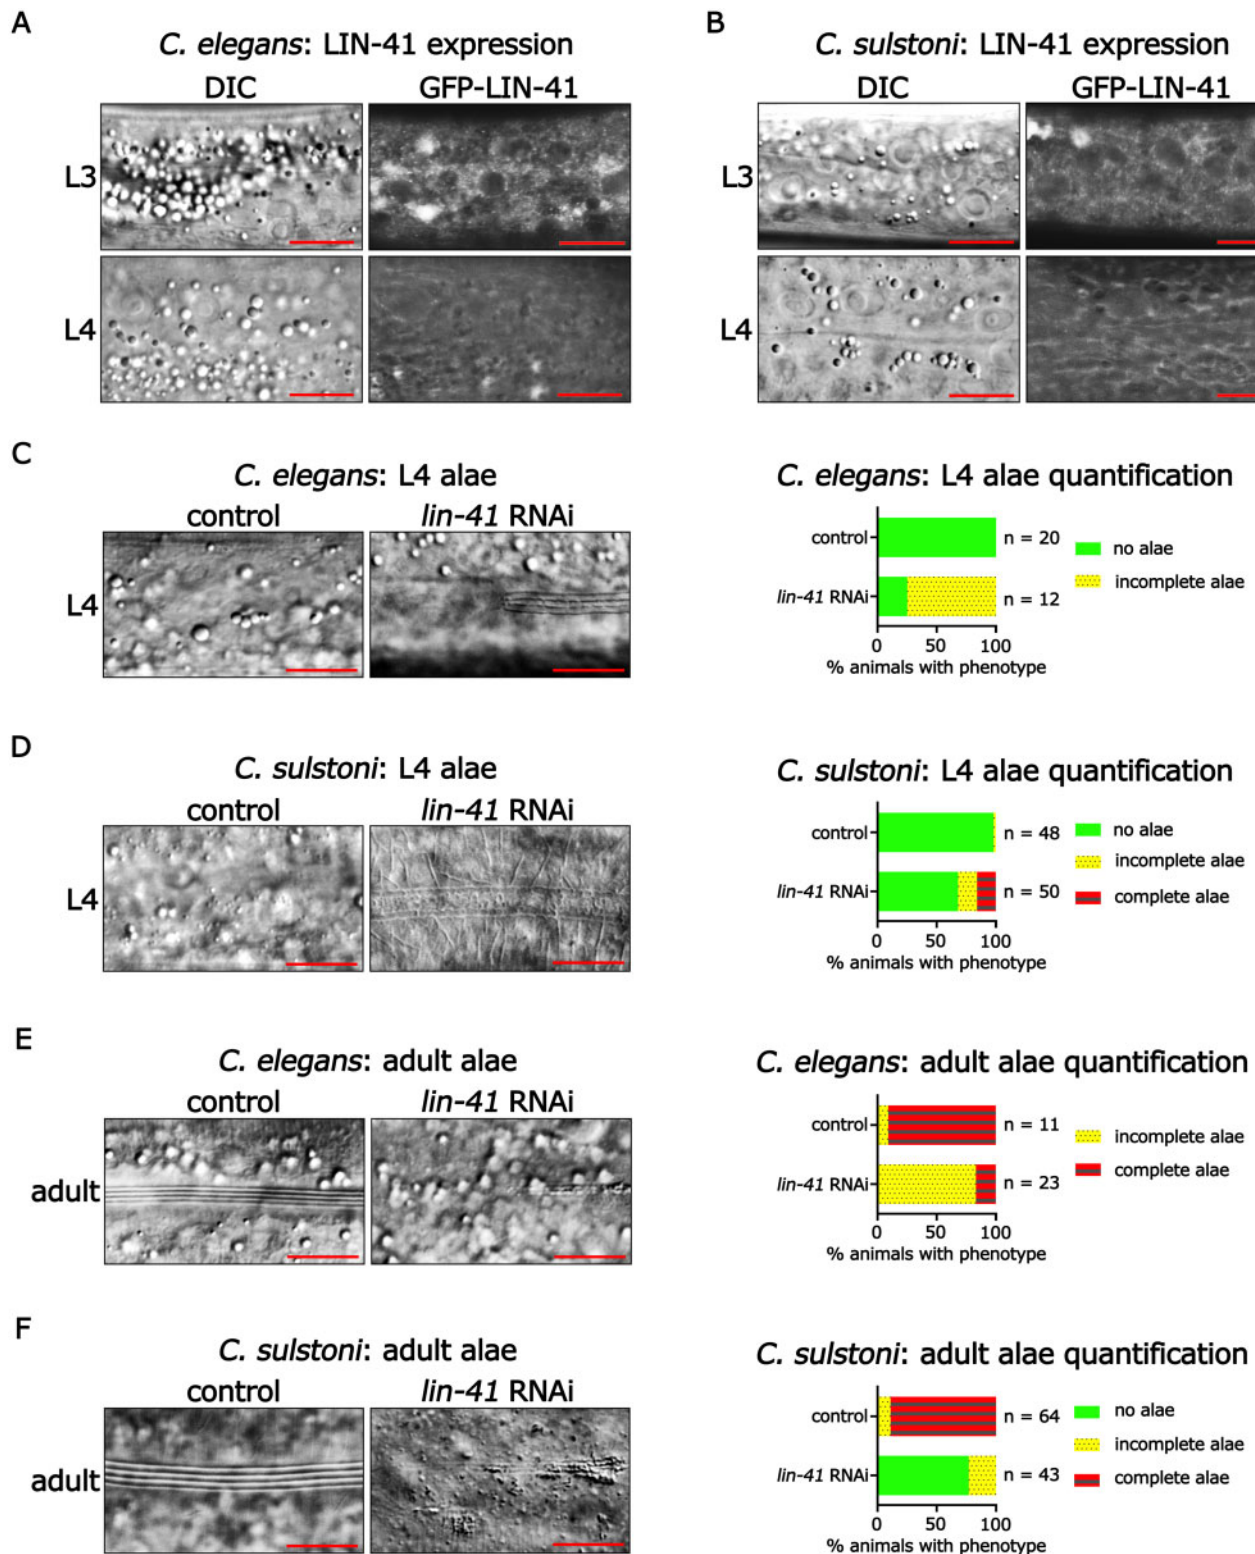 A
C. elegans: LIN-41 expression
DIC
GFP-LIN-41
L3
L4
B
C. sulstoni: LIN-41 expression
DIC
GFP-LIN-41
L3
L4
C
C. elegans: L4 alae
control
lin-41 RNAi
L4
C. elegans: L4 alae quantification
control
n = 20
lin-41 RNAi
n = 12
0
50
100
% animals with phenotype
no alae
incomplete alae
D
C. sulstoni: L4 alae
control
lin-41 RNAi
L4
C. sulstoni: L4 alae quantification
control
n = 48
lin-41 RNAi
n = 50
0
50
100
% animals with phenotype
no alae
incomplete alae
complete alae
E
C. elegans: adult alae
control
lin-41 RNAi
adult
C. elegans: adult alae quantification
control
n = 11
lin-41 RNAi
n = 23
0
50
100
% animals with phenotype
incomplete alae
complete alae
F
C. sulstoni: adult alae
control
lin-41 RNAi
adult
C. sulstoni: adult alae quantification
control
n = 64
lin-41 RNAi
n = 43
0
50
100
% animals with phenotype
no alae
incomplete alae
complete alae